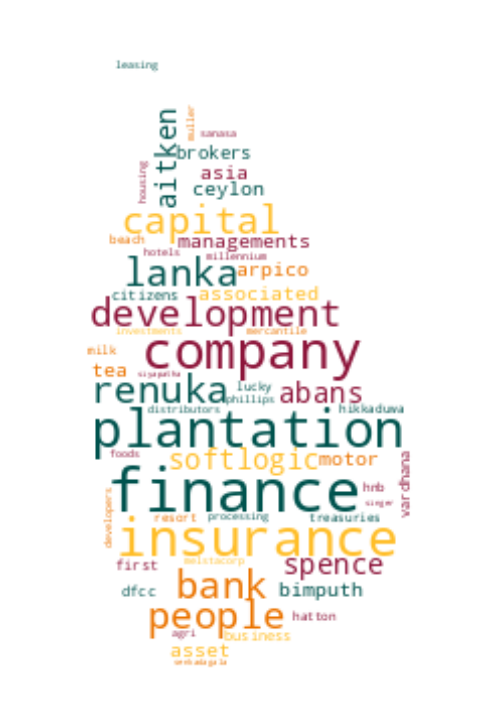 leasing
aitken
muller
sanasa
brokers
housing
asia
ceylon
capital
beach
managements
hotels
millennium
lanka
arpico
citizens
associated
development
investments
mercantile
company
milk
tea
siyapatha
renuka
lucky
abans
phillips
distributors
hikkaduwa
plantation
foods
softlogic
motor
vardhana
finance
hnb
singer
developers
resort
processing
treasuries
insurance
melstacorp
first
spence
dfcc
bank
bimputh
people
hatton
agri
business
asset
senkadagala